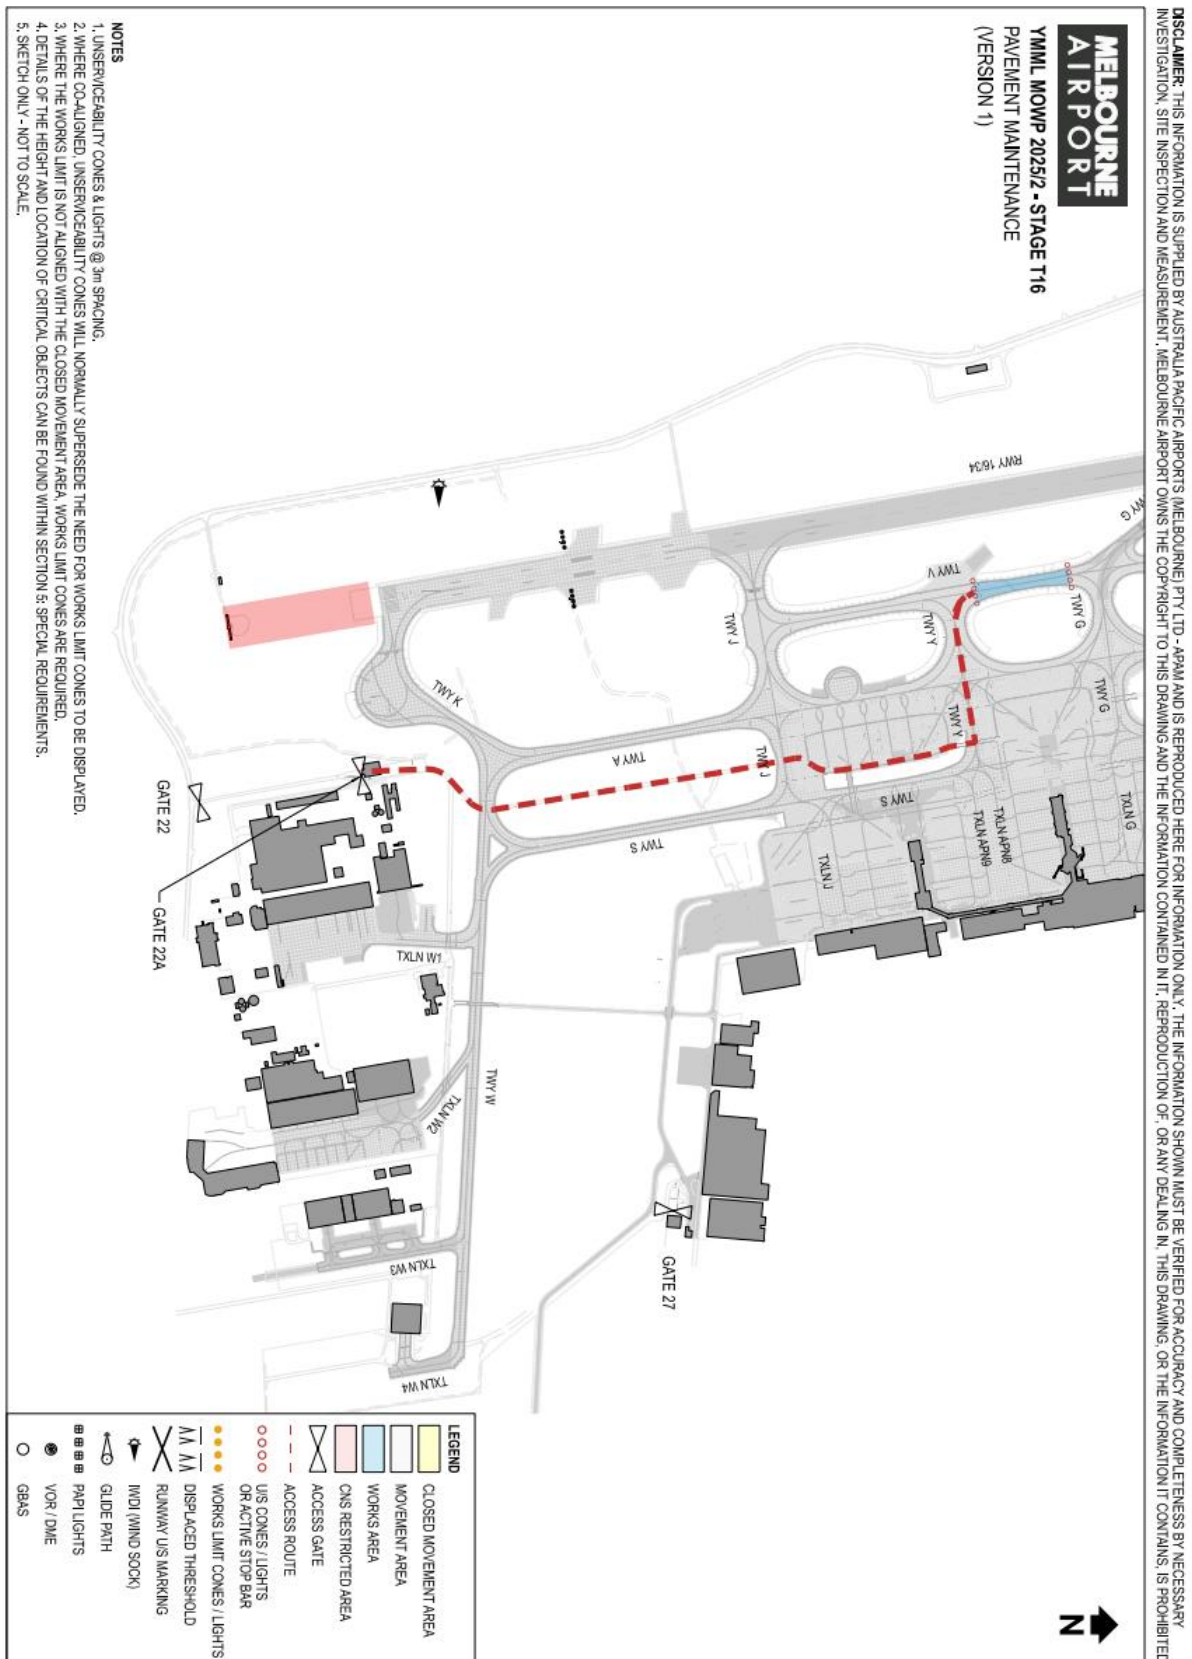 DISCLAIMER: THIS INFORMATION IS SUPPLIED BY AUSTRALIA PACIFIC AIRPORTS (MELBOURNE) PTY LTD - APAM AND IS REPRODUCED HERE FOR INFORMATION ONLY. THE INFORMATION SHOWN MUST BE VERIFIED FOR ACCURACY AND COMPLETENESS BY NECESSARY
INVESTIGATION, SITE INSPECTION AND MEASUREMENT. MELBOURNE AIRPORT OWNS THE COPYRIGHT TO THIS DRAWING AND THE INFORMATION CONTAINED IN IT. REPRODUCTION OF, OR ANY DEALING IN, THIS DRAWING, OR THE INFORMATION IT CONTAINS, IS PROHIBITED
MELBOURNE
AIRPORT
YMML MOWP 2025/2 - STAGE T16
PAVEMENT MAINTENANCE
(VERSION 1)
N
RWY 16/34
TWY G
TWY V
TWY G
TWY G
TWY Y
TWY Y
TWY J
TWY J
TWY K
TWY A
TWY S
TWY S
TXLN G
TXLN APN8
TXLN APN9
TXLN J
TXLN W1
TWY W
TXLN W2
TXLN W3
TXLN W4
GATE 22
GATE 22A
GATE 27
NOTES
1. UNSERVICEABILITY CONES & LIGHTS @ 3m SPACING.
2. WHERE CO-ALIGNED, UNSERVICEABILITY CONES WILL NORMALLY SUPERSEDE THE NEED FOR WORKS LIMIT CONES TO BE DISPLAYED.
3. WHERE THE WORKS LIMIT IS NOT ALIGNED WITH THE CLOSED MOVEMENT AREA, WORKS LIMIT CONES ARE REQUIRED.
4. DETAILS OF THE HEIGHT AND LOCATION OF CRITICAL OBJECTS CAN BE FOUND WITHIN SECTION 5: SPECIAL REQUIREMENTS.
5. SKETCH ONLY - NOT TO SCALE.
LEGEND
CLOSED MOVEMENT AREA
MOVEMENT AREA
WORKS AREA
CNS RESTRICTED AREA
ACCESS GATE
ACCESS ROUTE
U/S CONES / LIGHTS
OR ACTIVE STOP BAR
WORKS LIMIT CONES / LIGHTS
DISPLACED THRESHOLD
RUNWAY U/S MARKING
IWDI (WIND SOCK)
GLIDE PATH
PAPI LIGHTS
VOR / DME
GBAS